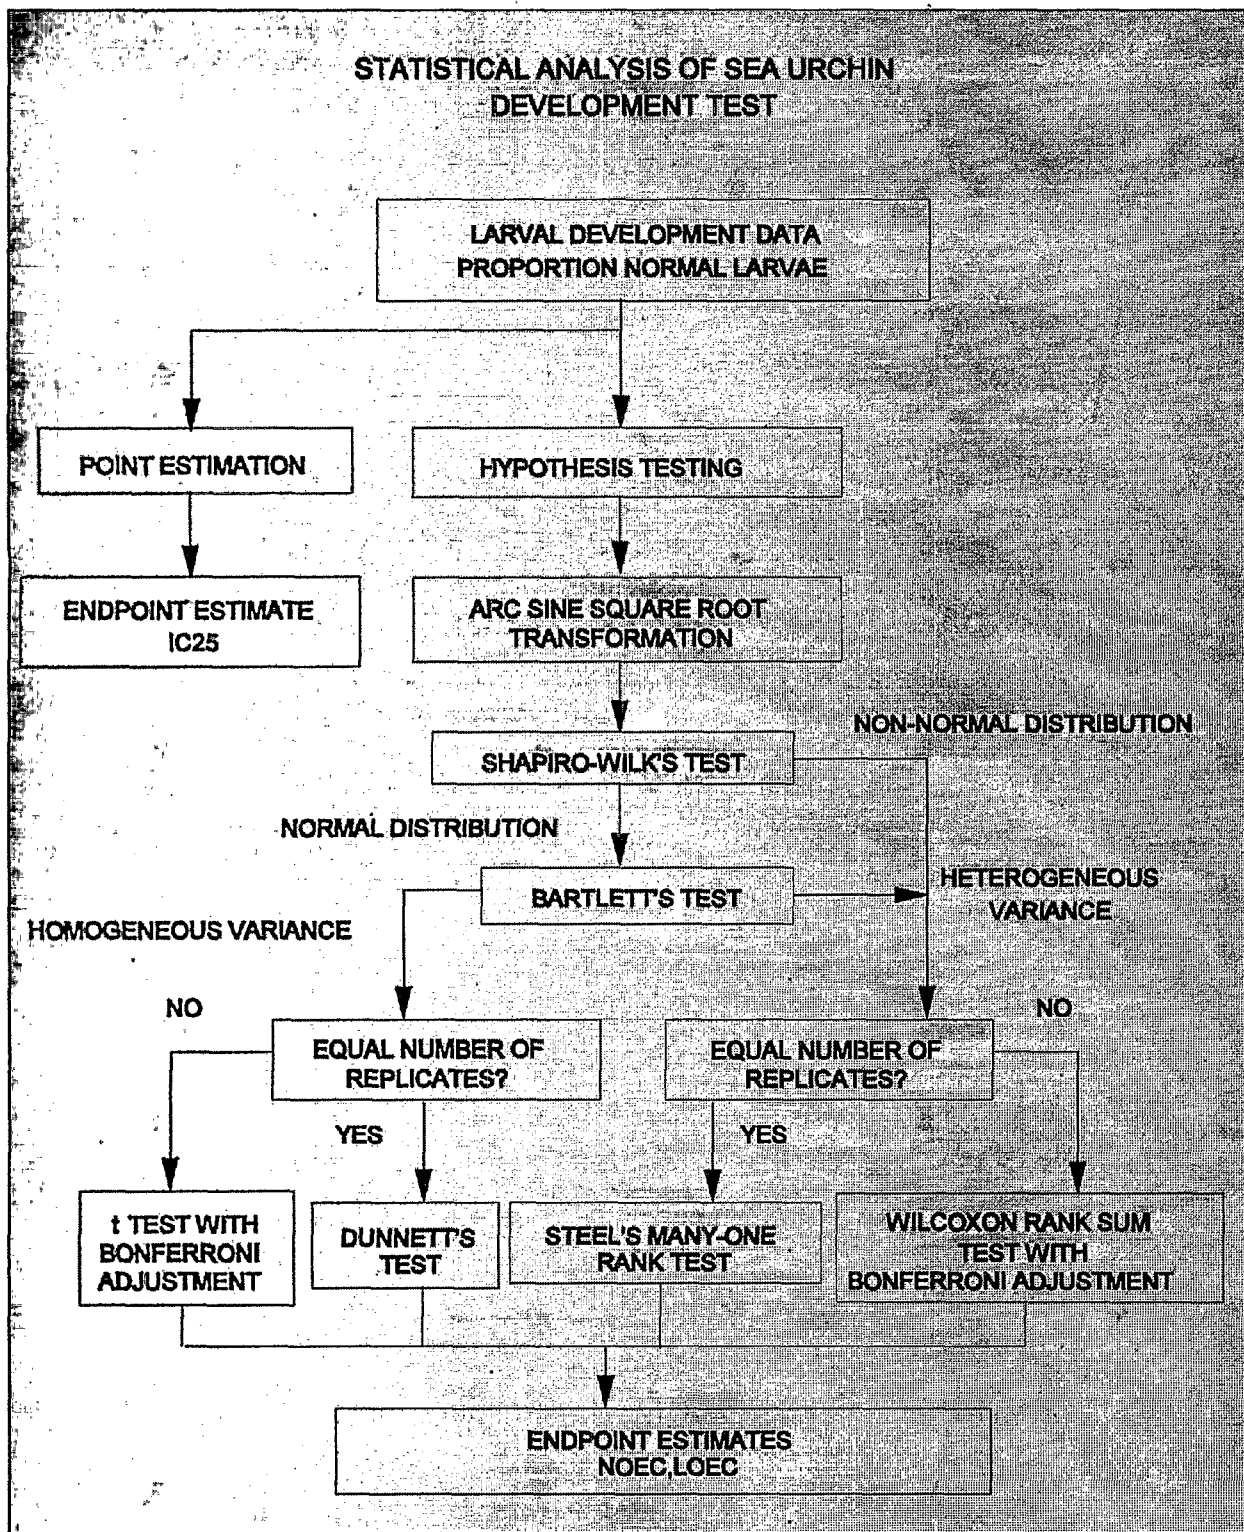 STATISTICAL ANALYSIS OF SEA URCHIN
DEVELOPMENT TEST
LARVAL DEVELOPMENT DATA
PROPORTION NORMAL LARVAE
POINT ESTIMATION
HYPOTHESIS TESTING
ENDPOINT ESTIMATE
IC25
ARC SINE SQUARE ROOT
TRANSFORMATION
NON-NORMAL DISTRIBUTION
SHAPIRO-WILK'S TEST
NORMAL DISTRIBUTION
BARTLETT'S TEST
HETEROGENEOUS
VARIANCE
HOMOGENEOUS VARIANCE
NO
NO
EQUAL NUMBER OF
REPLICATES?
EQUAL NUMBER OF
REPLICATES?
YES
YES
t TEST WITH
BONFERRONI
ADJUSTMENT
DUNNETT'S
TEST
STEEL'S MANY-ONE
RANK TEST
WILCOXON RANK SUM
TEST WITH
BONFERRONI ADJUSTMENT
ENDPOINT ESTIMATES
NOEC,LOEC